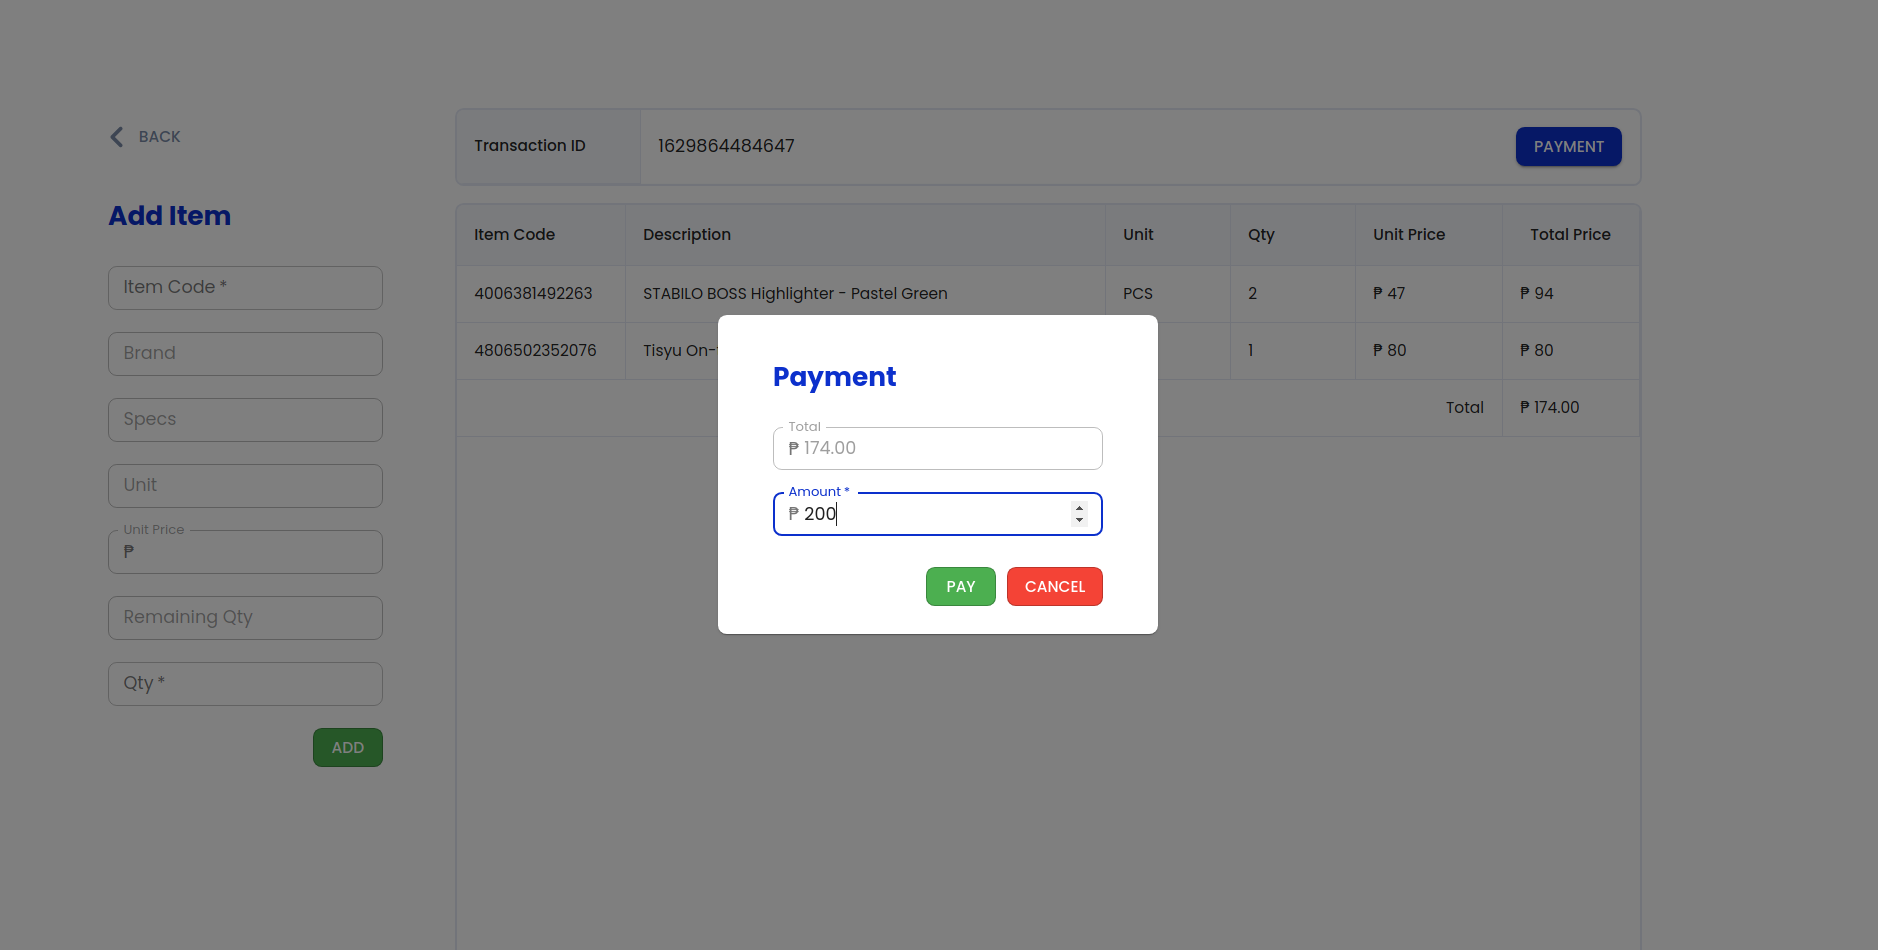 BACK
Add Item
Item Code *
Brand
Specs
Unit
Unit Price
₱
Remaining Qty
Qty *
ADD
Transaction ID 1629864484647 PAYMENT
Item Code Description Unit Qty Unit Price Total Price
4006381492263 STABILO BOSS Highlighter - Pastel Green PCS 2 ₱ 47 ₱ 94
4806502352076 Tisyu On- 1 ₱ 80 ₱ 80
Total ₱ 174.00
Payment
Total
₱ 174.00
Amount *
₱ 200
PAY CANCEL